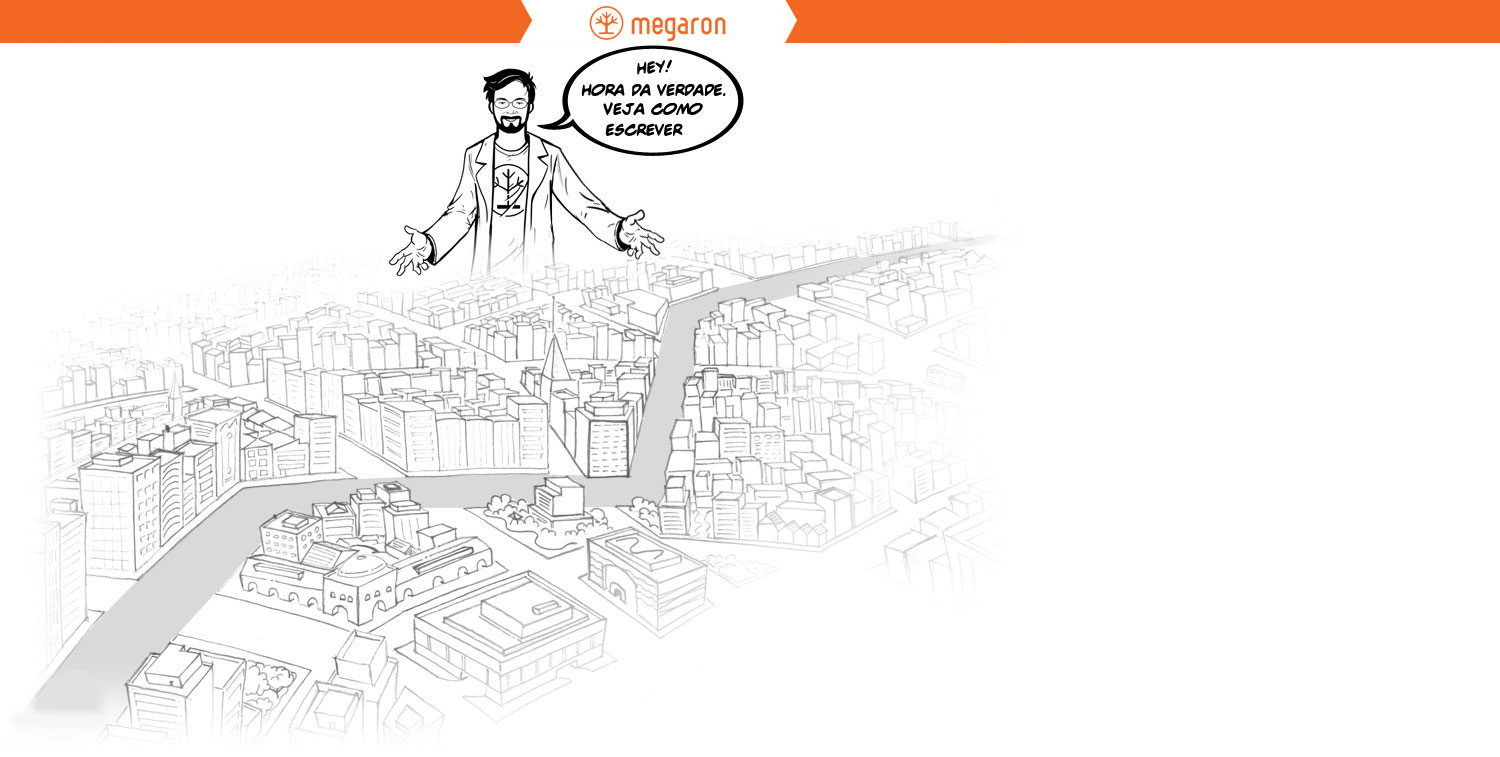 megaron
HEY!
HORA DA VERDADE.
VEJA COMO
ESCREVER